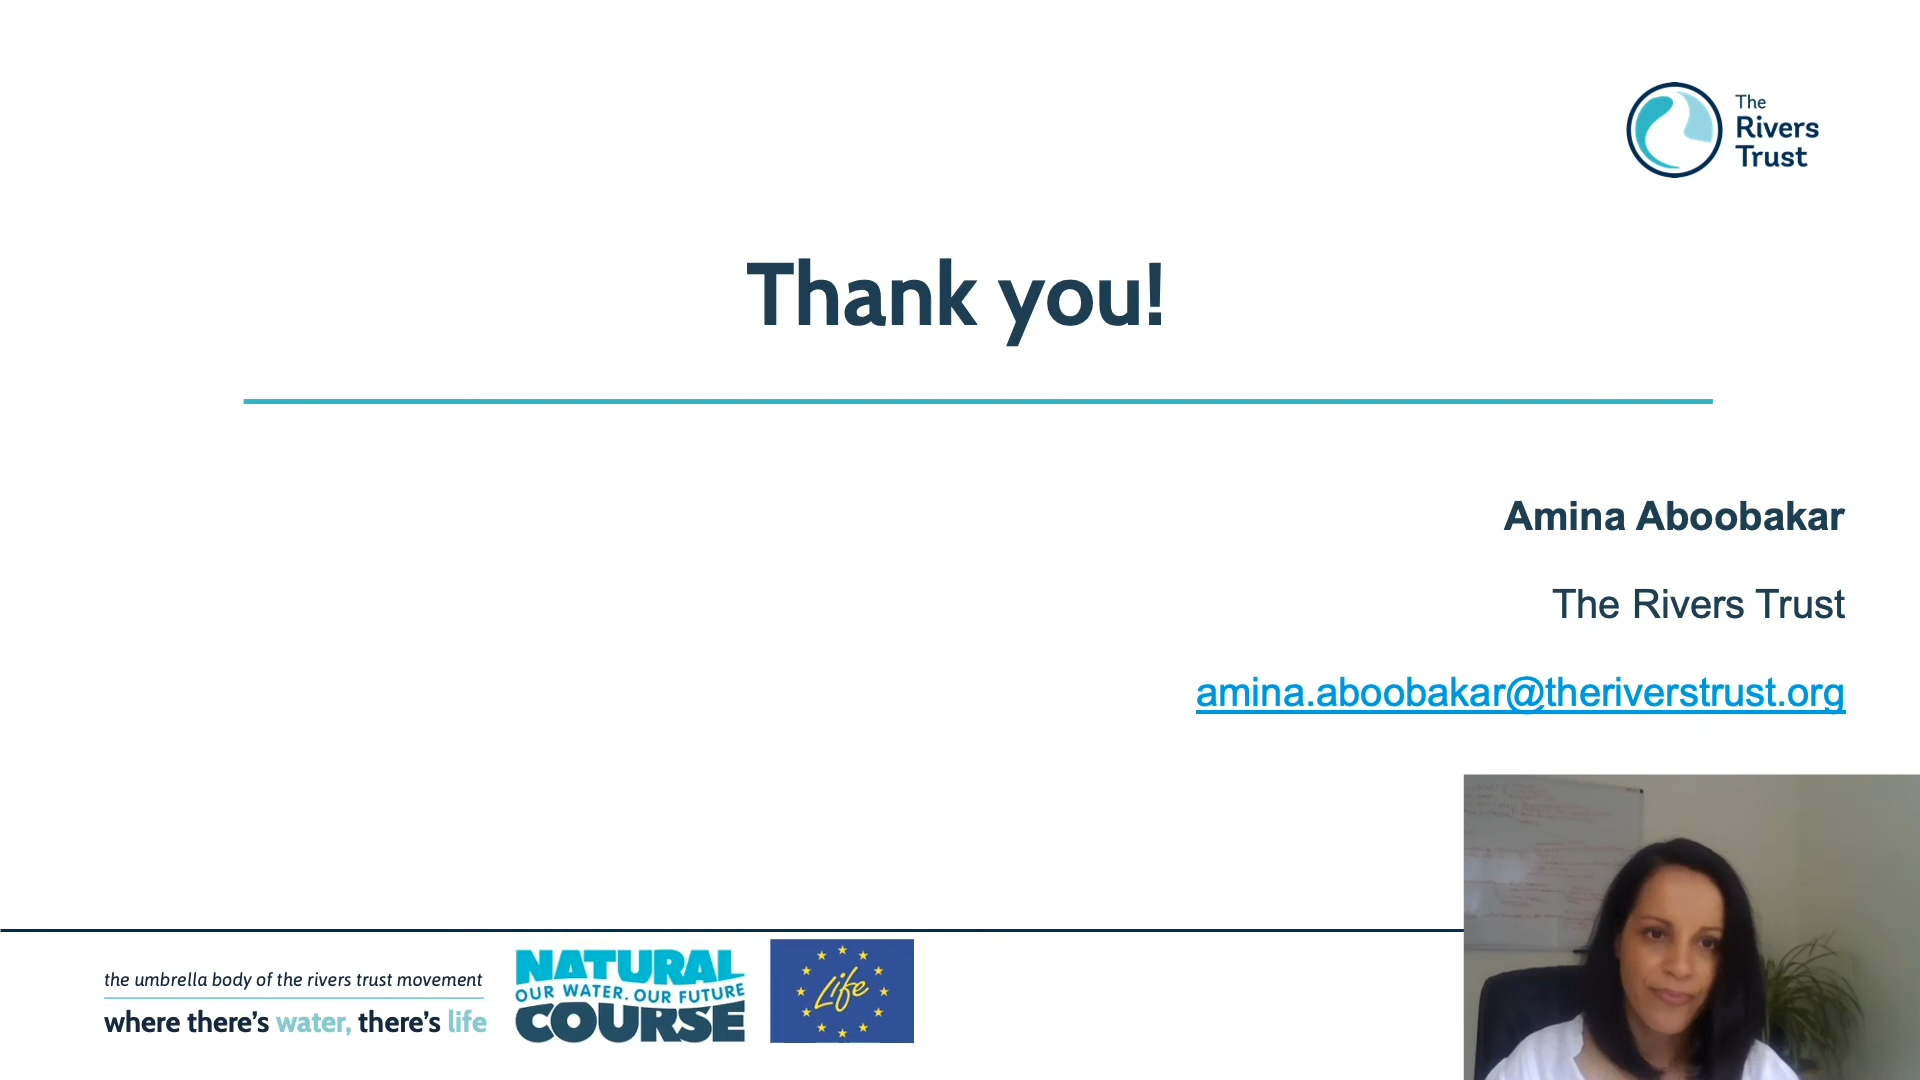 The
Rivers
Trust
Thank you!
Amina Aboobakar
The Rivers Trust
amina.aboobakar@theriverstrust.org
the umbrella body of the rivers trust movement
where there's water, there's life
NATURAL
OUR WATER. OUR FUTURE
COURSE
Life